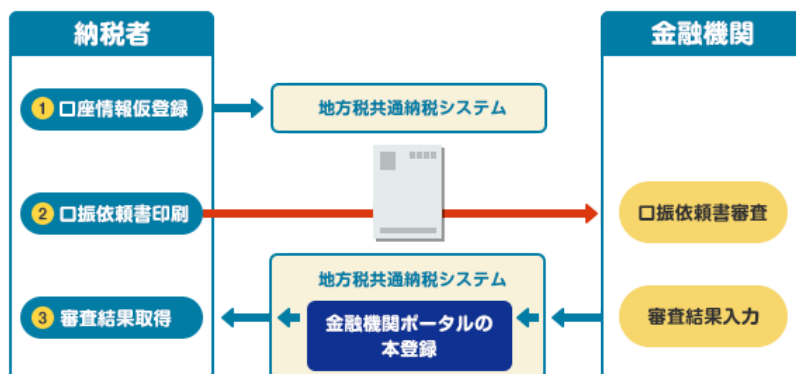 納税者
金融機関
1 口座情報仮登録
地方税共通納税システム
2 口振依頼書印刷
口振依頼書審査
地方税共通納税システム
3 審査結果取得
金融機関ポータルの
本登録
審査結果入力